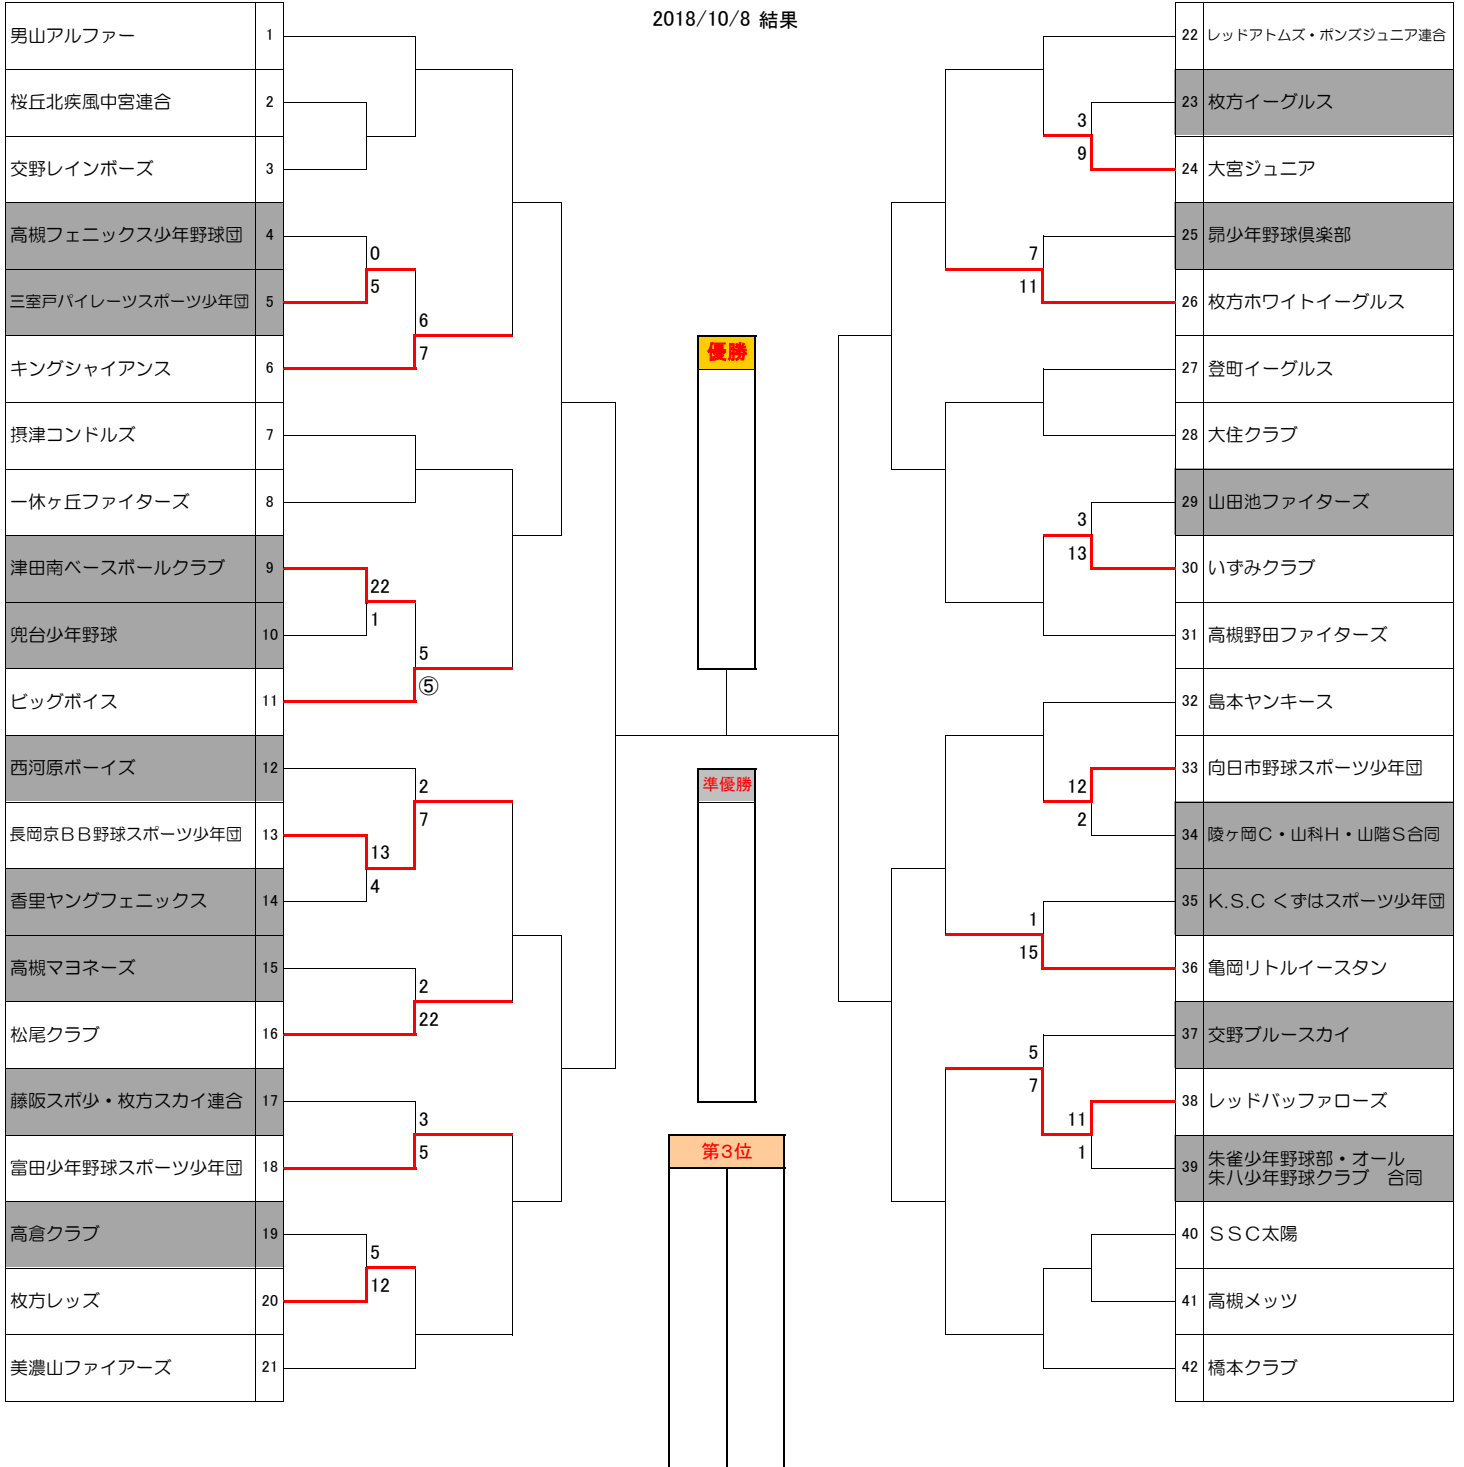 2018/10/8 結果
男山アルファー 1
桜丘北疾風中宮連合 2
交野レインボーズ 3
高槻フェニックス少年野球団 4
0
三室戸パイレーツスポーツ少年団 5
5
6
キングシャイアンス 6
7
摂津コンドルズ 7
一休ヶ丘ファイターズ 8
津田南ベースボールクラブ 9
22
兜台少年野球 10
1
5
ビッグボイス 11
⑤
西河原ボーイズ 12
2
長岡京BB野球スポーツ少年団 13
7
13
香里ヤングフェニックス 14
4
高槻マヨネーズ 15
2
松尾クラブ 16
22
藤阪スポ少・枚方スカイ連合 17
3
富田少年野球スポーツ少年団 18
5
高倉クラブ 19
5
枚方レッズ 20
12
美濃山ファイアーズ 21
優勝
準優勝
第3位
22 レッドアトムズ・ポンズジュニア連合
23 枚方イーグルス
3
9
24 大宮ジュニア
25 昴少年野球倶楽部
7
11
26 枚方ホワイトイーグルス
27 登町イーグルス
28 大住クラブ
29 山田池ファイターズ
3
13
30 いずみクラブ
31 高槻野田ファイターズ
32 島本ヤンキース
33 向日市野球スポーツ少年団
12
2
34 陵ヶ岡C・山科H・山階S合同
35 K.S.C くずはスポーツ少年団
1
15
36 亀岡リトルイースタン
37 交野ブルースカイ
5
7
38 レッドバッファローズ
11
1
39 朱雀少年野球部・オール
朱八少年野球クラブ 合同
40 SSC太陽
41 高槻メッツ
42 橋本クラブ